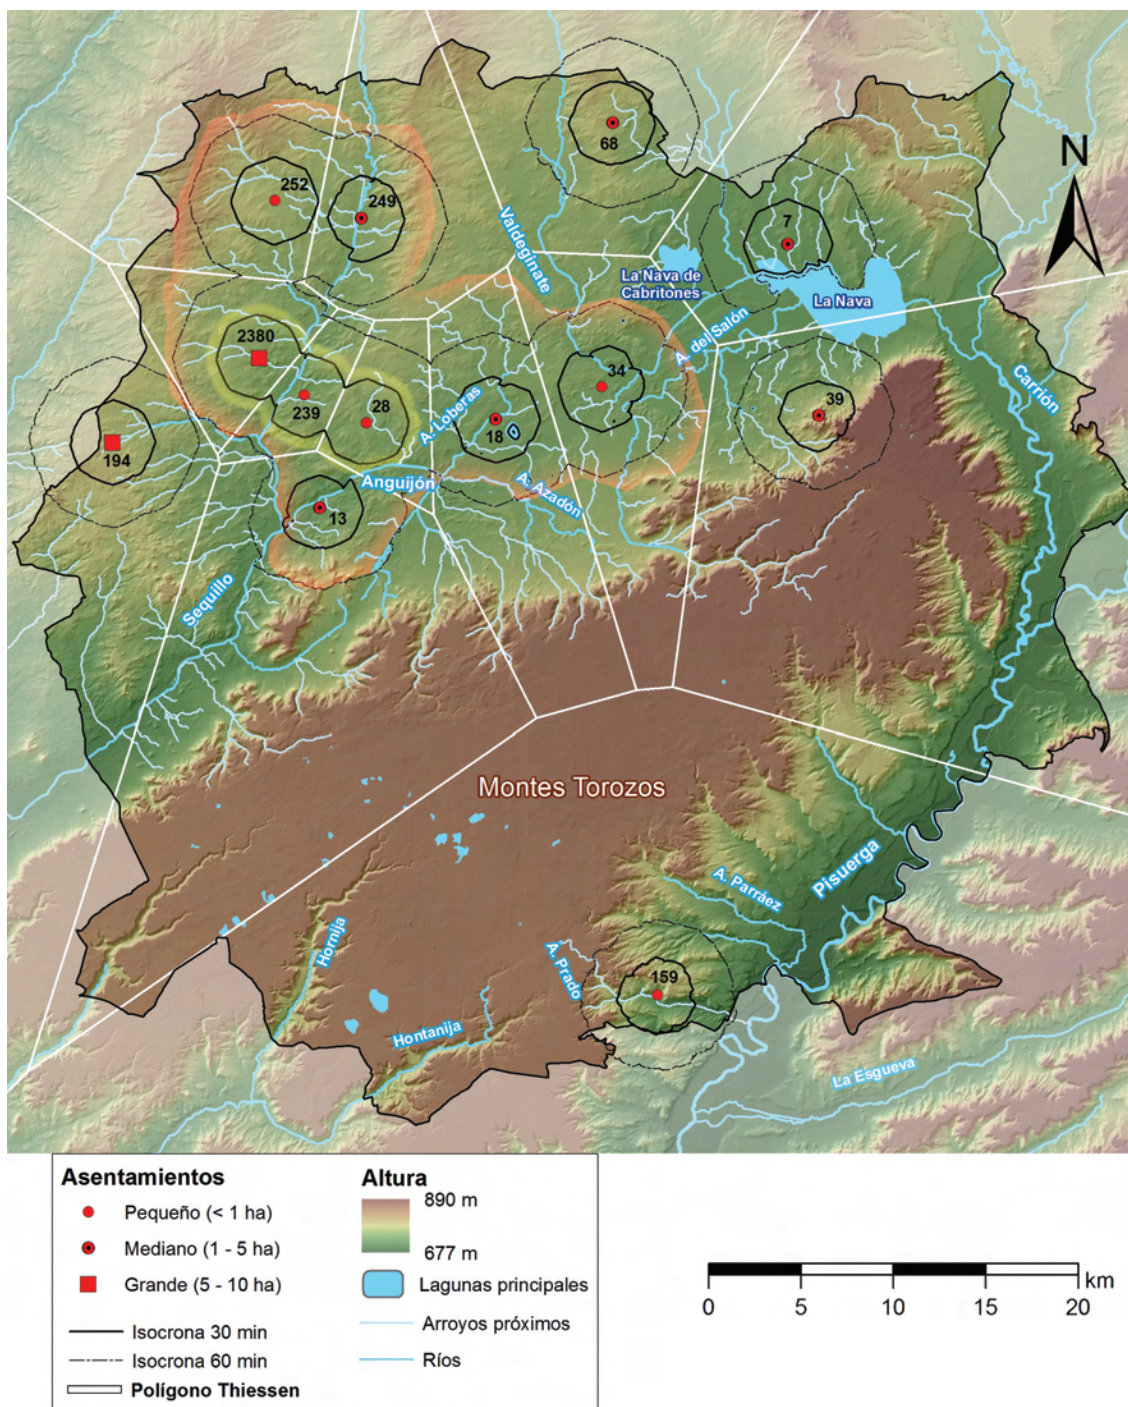 N
68
252
249
7
Valdeginate
La Nava de
Cabritones
La Nava
A. del Salón
2380
34
Carrión
239
28
A. Loberas
18
39
194
Anguijón
A. Azadón
13
Sequillo
Montes Torozos
Pisuerga
A. Parráez
Hornija
A. Prado
159
Hontanija
La Esgueva
Asentamientos
Pequeño (< 1 ha)
Mediano (1 - 5 ha)
Grande (5 - 10 ha)
Isocrona 30 min
Isocrona 60 min
Polígono Thiessen
Altura
890 m
677 m
Lagunas principales
Arroyos próximos
Ríos
km
0 5 10 15 20